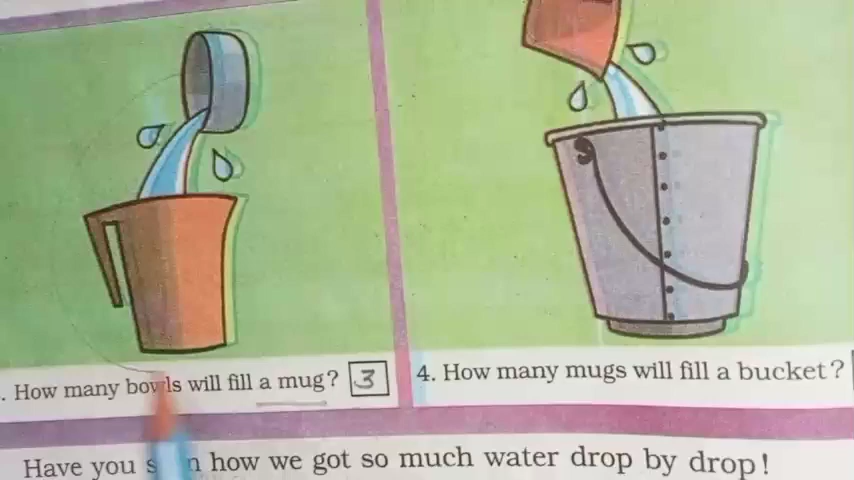 . How many bowls will fill a mug? 3
4. How many mugs will fill a bucket?
Have you how we got so much water drop by drop!